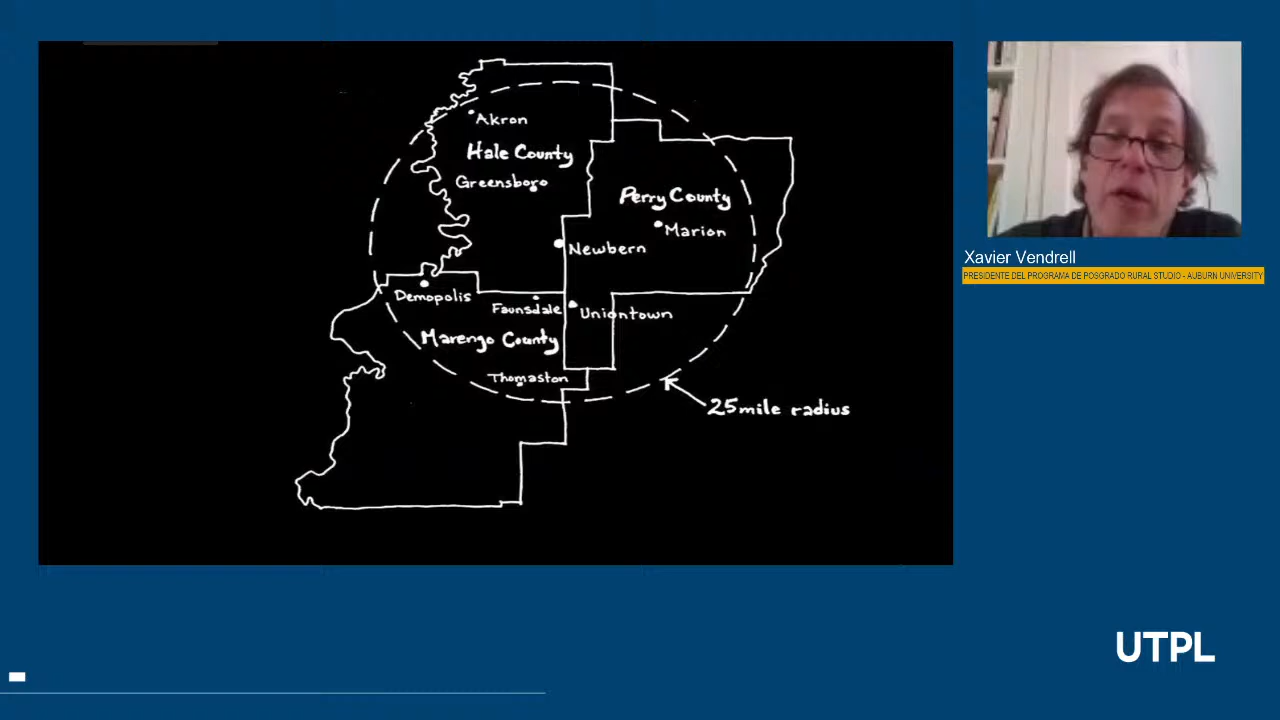 Akron
Hale County
Greensboro
Perry County
Marion
Newbern
Demopolis
Faunsdale
Uniontown
Marengo County
Thomaston
25 mile radius
Xavier Vendrell
PRESIDENTE DEL PROGRAMA DE POSGRADO RURAL STUDIO - AUBURN UNIVERSITY
UTPL